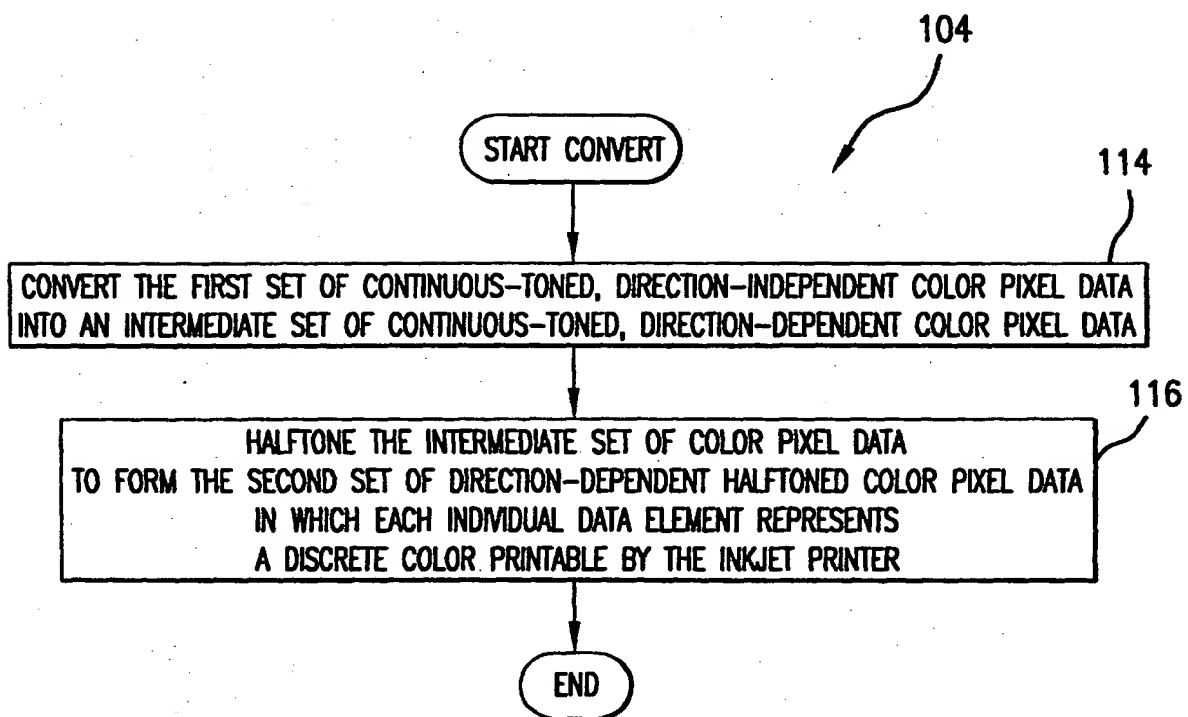 104
START CONVERT
114
CONVERT THE FIRST SET OF CONTINUOUS-TONED, DIRECTION-INDEPENDENT COLOR PIXEL DATA
INTO AN INTERMEDIATE SET OF CONTINUOUS-TONED, DIRECTION-DEPENDENT COLOR PIXEL DATA
116
HALFTONE THE INTERMEDIATE SET OF COLOR PIXEL DATA
TO FORM THE SECOND SET OF DIRECTION-DEPENDENT HALFTONED COLOR PIXEL DATA
IN WHICH EACH INDIVIDUAL DATA ELEMENT REPRESENTS
A DISCRETE COLOR PRINTABLE BY THE INKJET PRINTER
END